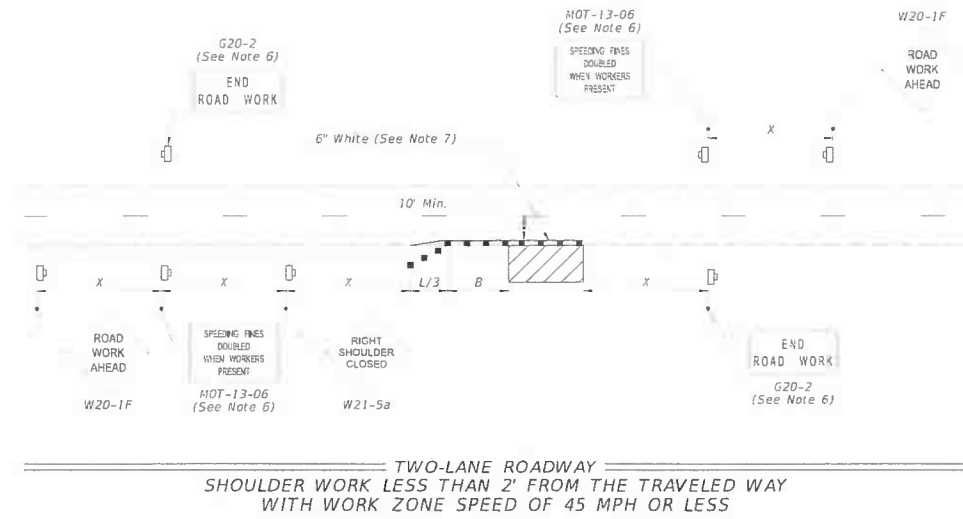 MOT-13-06
(See Note 6)
W20-1F
G20-2
(See Note 6)
SPEEDING FINES
DOUBLED
WHEN WORKERS
PRESENT
ROAD
WORK
AHEAD
END
ROAD WORK
X
6" White (See Note 7)
10' Min.
X
X
X
L/3
B
X
ROAD
WORK
AHEAD
SPEEDING FINES
DOUBLED
WHEN WORKERS
PRESENT
RIGHT
SHOULDER
CLOSED
END
ROAD WORK
W20-1F
MOT-13-06
(See Note 6)
W21-5a
G20-2
(See Note 6)
TWO-LANE ROADWAY
SHOULDER WORK LESS THAN 2' FROM THE TRAVELED WAY
WITH WORK ZONE SPEED OF 45 MPH OR LESS